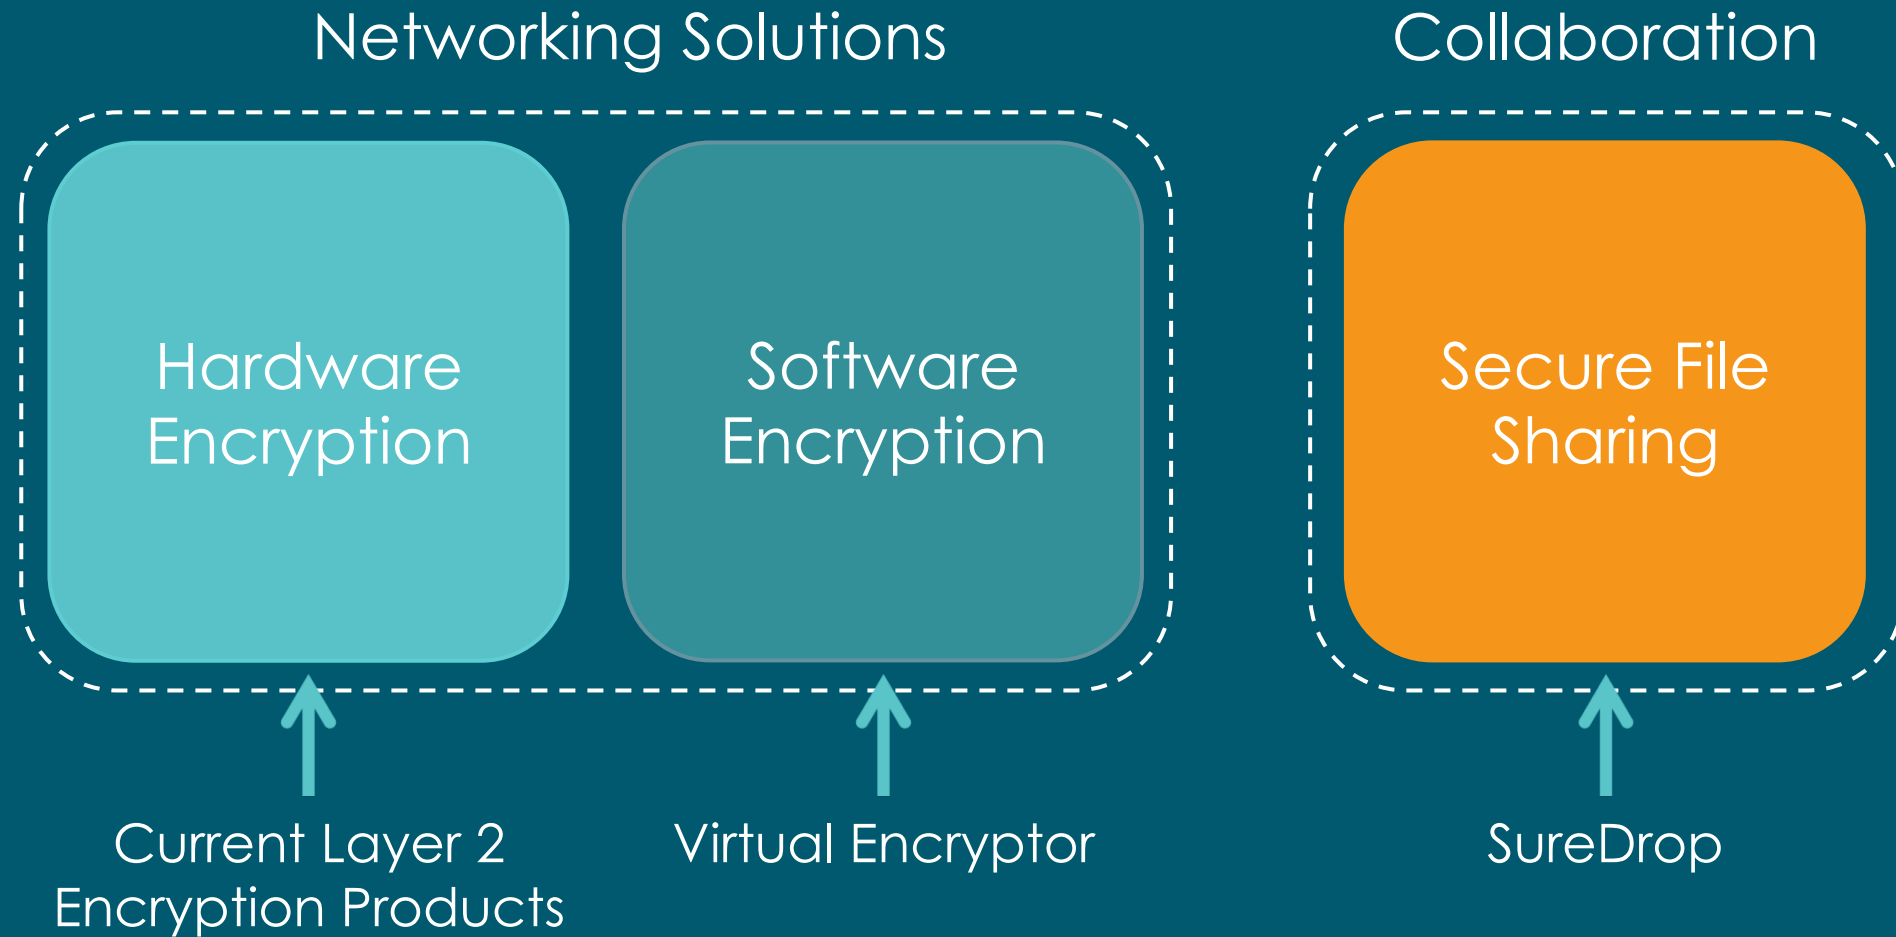 Networking Solutions
Collaboration
Hardware
Encryption
Software
Encryption
Secure File
Sharing
Current Layer 2
Encryption Products
Virtual Encryptor
SureDrop